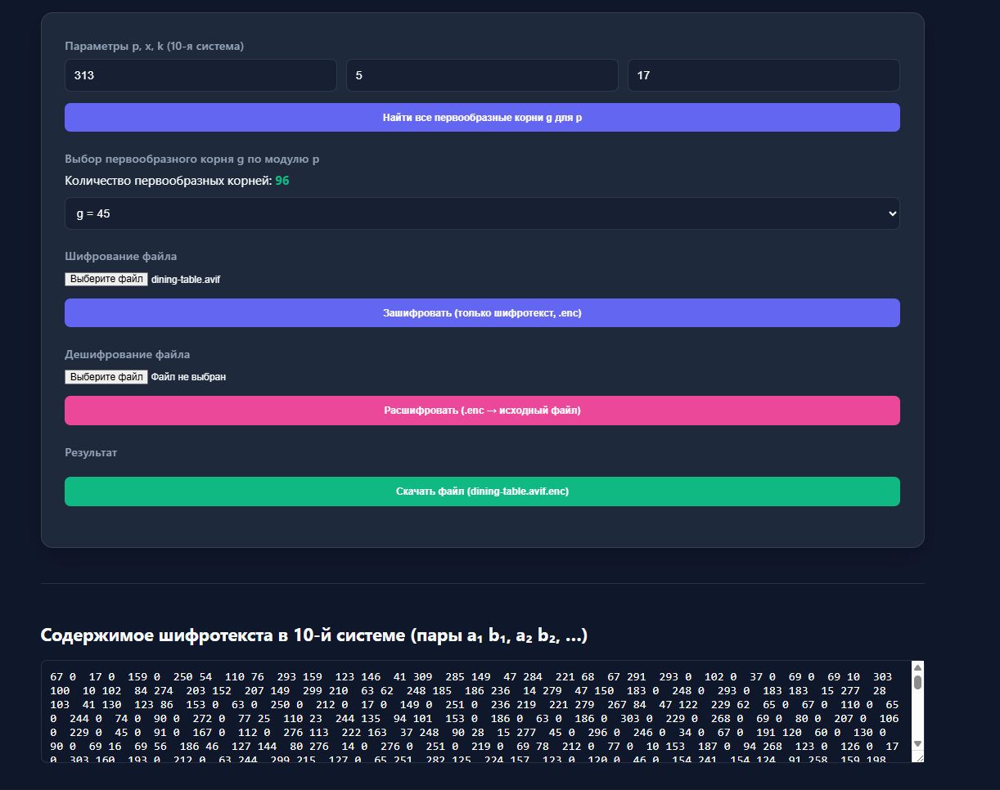 Параметры p, x, k (10-я система)
313 5 17
Найти все первообразные корни g для p
Выбор первообразного корня g по модулю p
Количество первообразных корней: 96
g = 45
Шифрование файла
Выберите файл dining-table.avif
Зашифровать (только шифротекст, .enc)
Дешифрование файла
Выберите файл Файл не выбран
Расшифровать (.enc → исходный файл)
Результат
Скачать файл (dining-table.avif.enc)
Содержимое шифротекста в 10-й системе (пары a₁ b₁, a₂ b₂, ...)
67 0 17 0 159 0 250 54 110 76 293 159 123 146 41 309 285 149 47 284 221 68 67 291 293 0 102 0 37 0 69 0 69 10 303
100 10 102 84 274 203 152 207 149 299 210 63 62 248 185 186 236 14 279 47 150 183 0 248 0 293 0 183 183 15 277 28
103 41 130 123 86 153 0 63 0 250 0 212 0 17 0 149 0 251 0 236 219 221 279 267 84 47 122 229 62 65 0 67 0 110 0 65
0 244 0 74 0 90 0 272 0 77 25 110 23 244 135 94 101 153 0 186 0 63 0 186 0 303 0 229 0 268 0 69 0 80 0 207 0 106
0 229 0 45 0 91 0 167 0 112 0 276 113 222 163 37 248 90 28 15 277 45 0 296 0 246 0 34 0 67 0 191 120 60 0 130 0
90 0 69 16 69 56 186 46 127 144 80 276 14 0 276 0 251 0 219 0 69 78 212 0 77 0 10 153 187 0 94 268 123 0 126 0 17
0 303 160 193 0 212 0 63 244 299 215 127 0 65 251 282 125 224 157 123 0 120 0 46 0 154 241 154 124 91 258 159 198